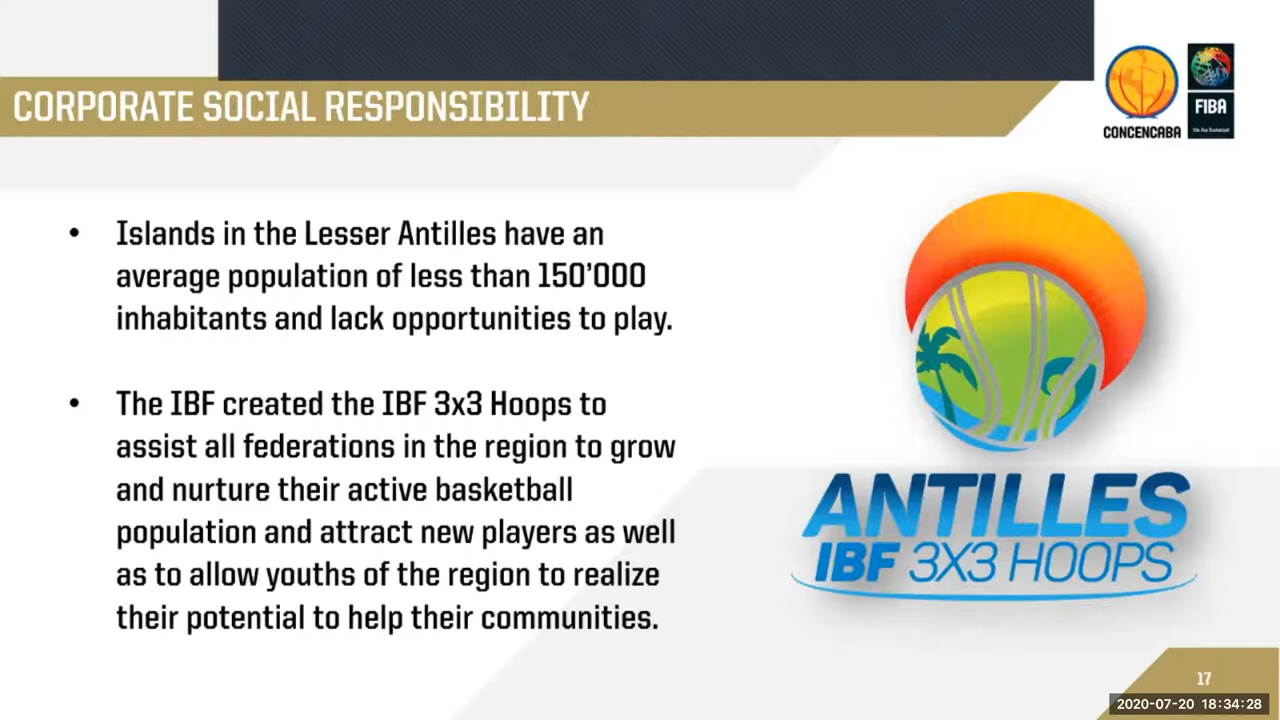 CORPORATE SOCIAL RESPONSIBILITY
CONCENCABA
FIBA
We Are Basketball
• Islands in the Lesser Antilles have an
average population of less than 150’000
inhabitants and lack opportunities to play.
• The IBF created the IBF 3x3 Hoops to
assist all federations in the region to grow
and nurture their active basketball
population and attract new players as well
as to allow youths of the region to realize
their potential to help their communities.
ANTILLES
IBF 3X3 HOOPS
17
2020-07-20 18:34:28